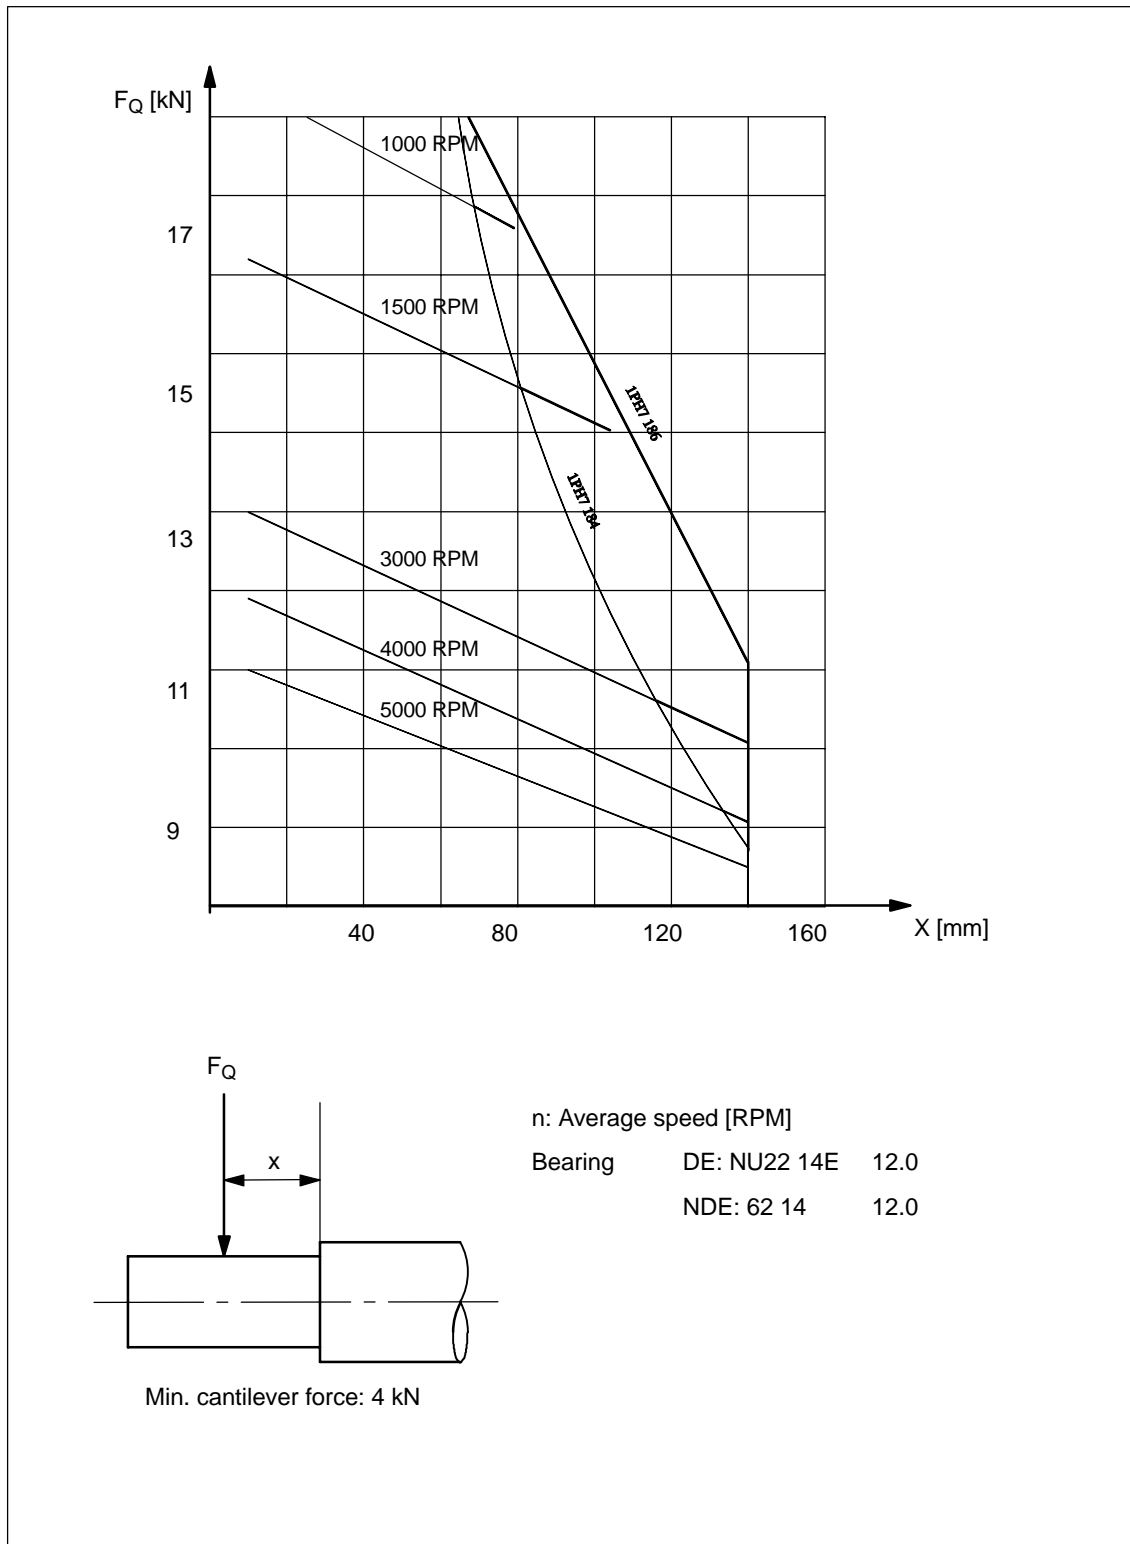 FQ [kN]
1000 RPM
17
1500 RPM
15
1PH7 186
1PH7 184
13
3000 RPM
4000 RPM
11
5000 RPM
9
40 80 120 160 X [mm]
FQ
x
n: Average speed [RPM]
Bearing DE: NU22 14E 12.0
NDE: 62 14 12.0
Min. cantilever force: 4 kN